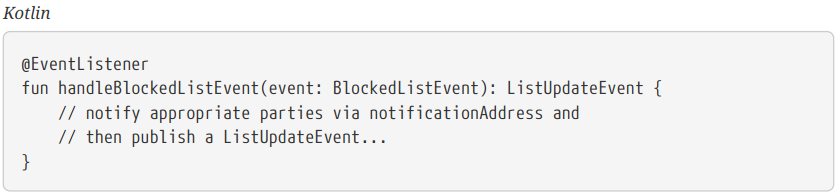 Kotlin
@EventListener
fun handleBlockedListEvent(event: BlockedListEvent): ListUpdateEvent {
    // notify appropriate parties via notificationAddress and
    // then publish a ListUpdateEvent...
}